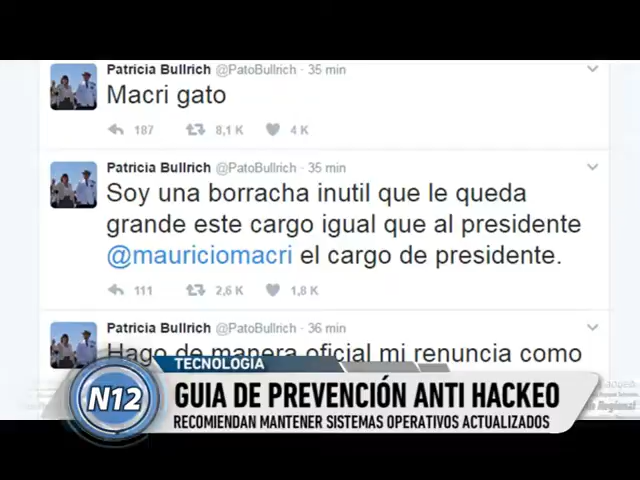 Patricia Bullrich @PatoBullrich · 35 min
Macri gato
187 8,1 K 4 K
Patricia Bullrich @PatoBullrich · 35 min
Soy una borracha inutil que le queda
grande este cargo igual que al presidente
@mauriciomacri el cargo de presidente.
111 2,6 K 1,8 K
Patricia Bullrich @PatoBullrich · 36 min
Hago de manera oficial mi renuncia como
TECNOLOGIA
N12
GUIA DE PREVENCIÓN ANTI HACKEO
RECOMIENDAN MANTENER SISTEMAS OPERATIVOS ACTUALIZADOS
Regional